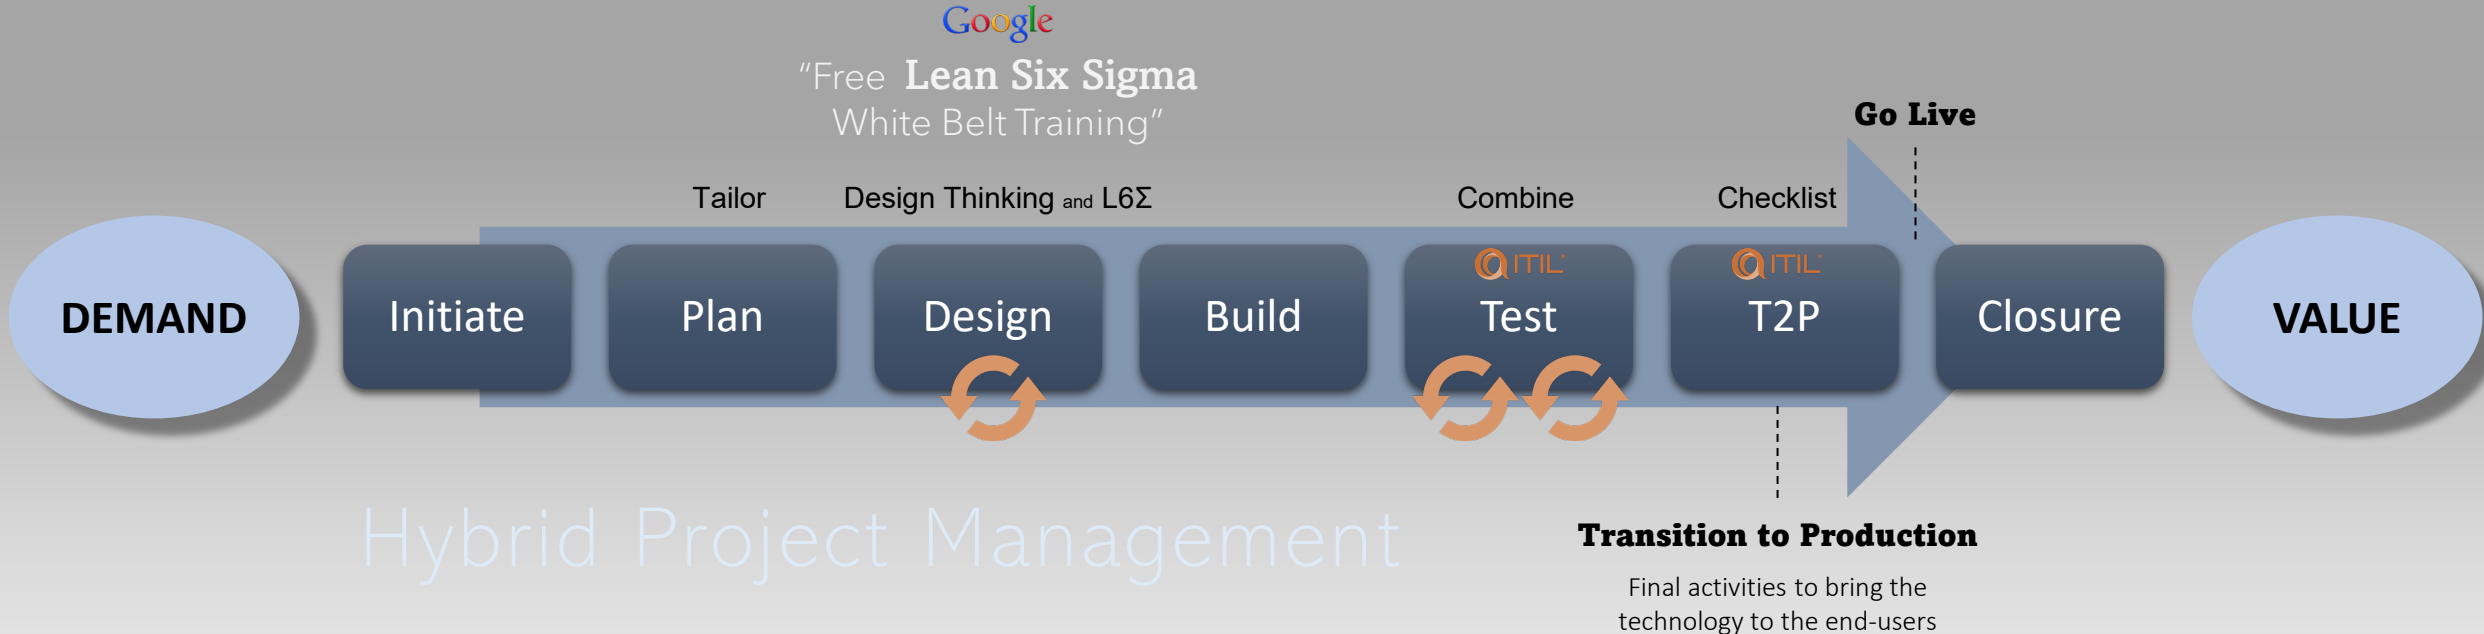 Google
“Free Lean Six Sigma
White Belt Training”
Go Live
Tailor
Design Thinking and L6Σ
Combine
Checklist
DEMAND
Initiate
Plan
Design
Build
ITIL
Test
ITIL
T2P
Closure
VALUE
Hybrid Project Management
Transition to Production
Final activities to bring the
technology to the end-users